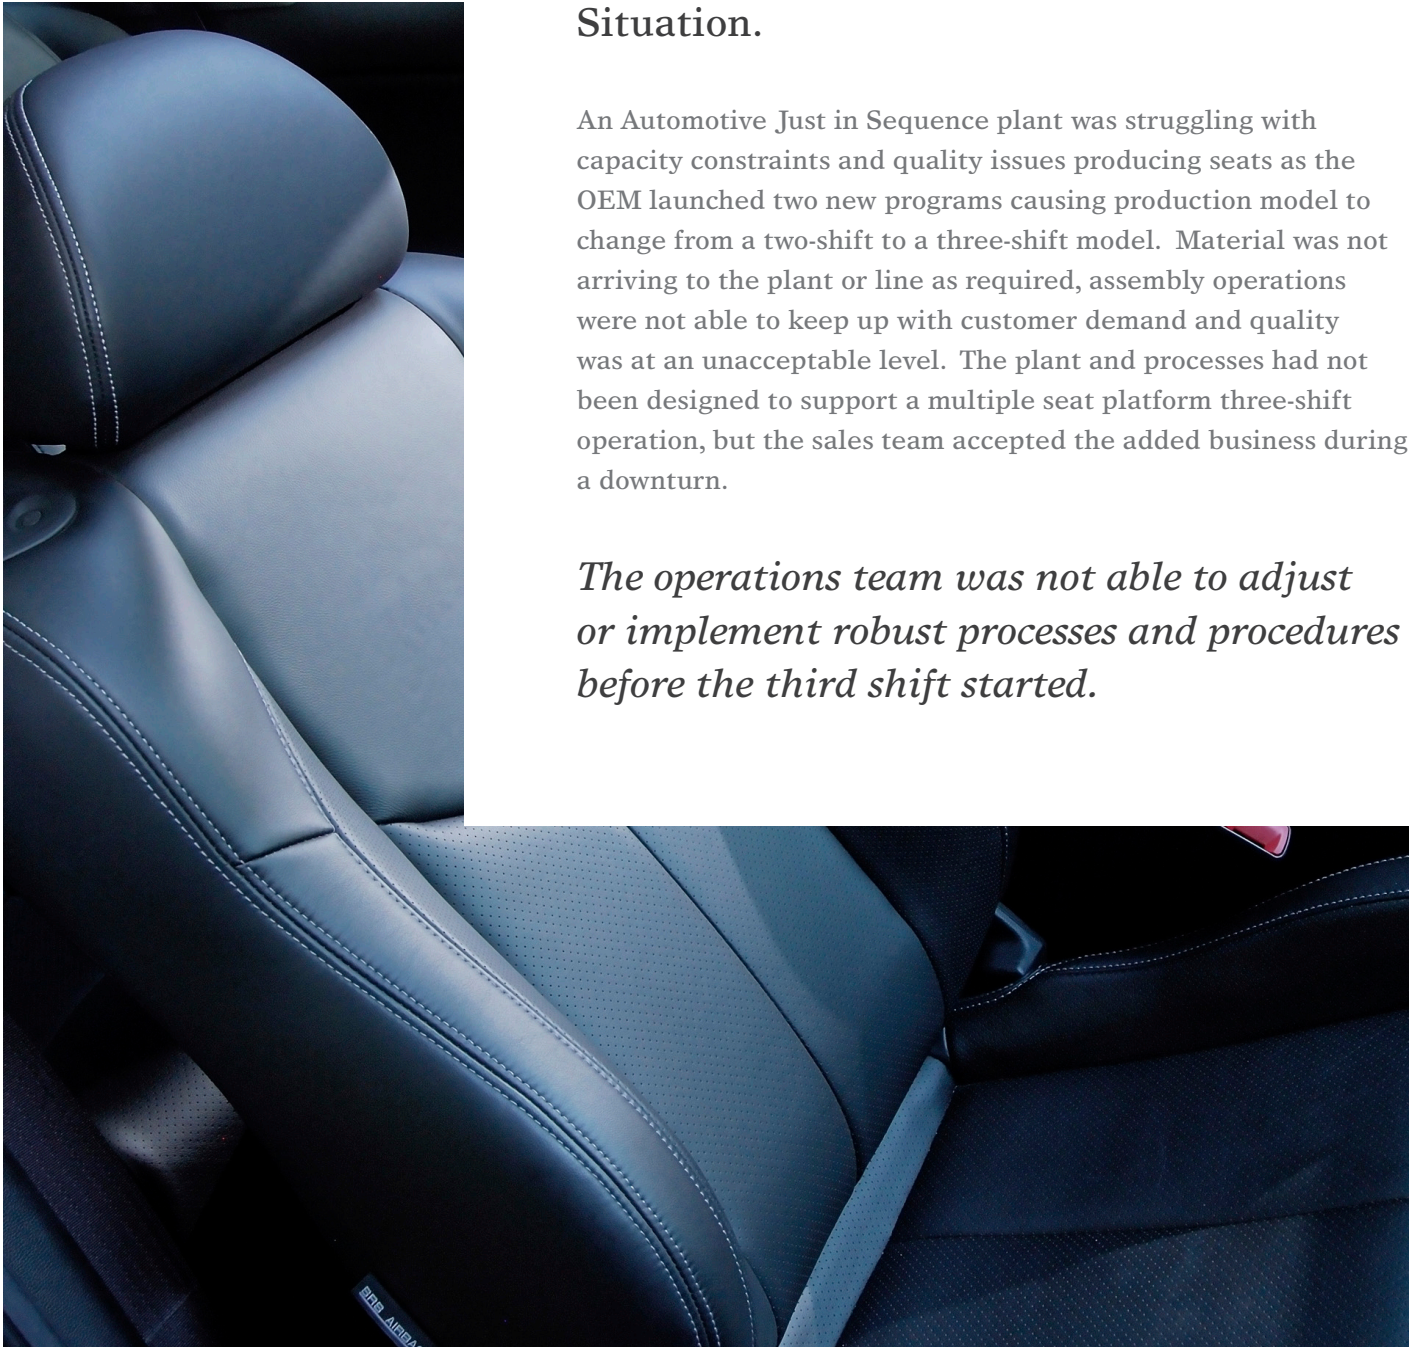 Situation.
An Automotive Just in Sequence plant was struggling with
capacity constraints and quality issues producing seats as the
OEM launched two new programs causing production model to
change from a two-shift to a three-shift model.  Material was not
arriving to the plant or line as required, assembly operations
were not able to keep up with customer demand and quality
was at an unacceptable level.  The plant and processes had not
been designed to support a multiple seat platform three-shift
operation, but the sales team accepted the added business during
a downturn.
The operations team was not able to adjust
or implement robust processes and procedures
before the third shift started.